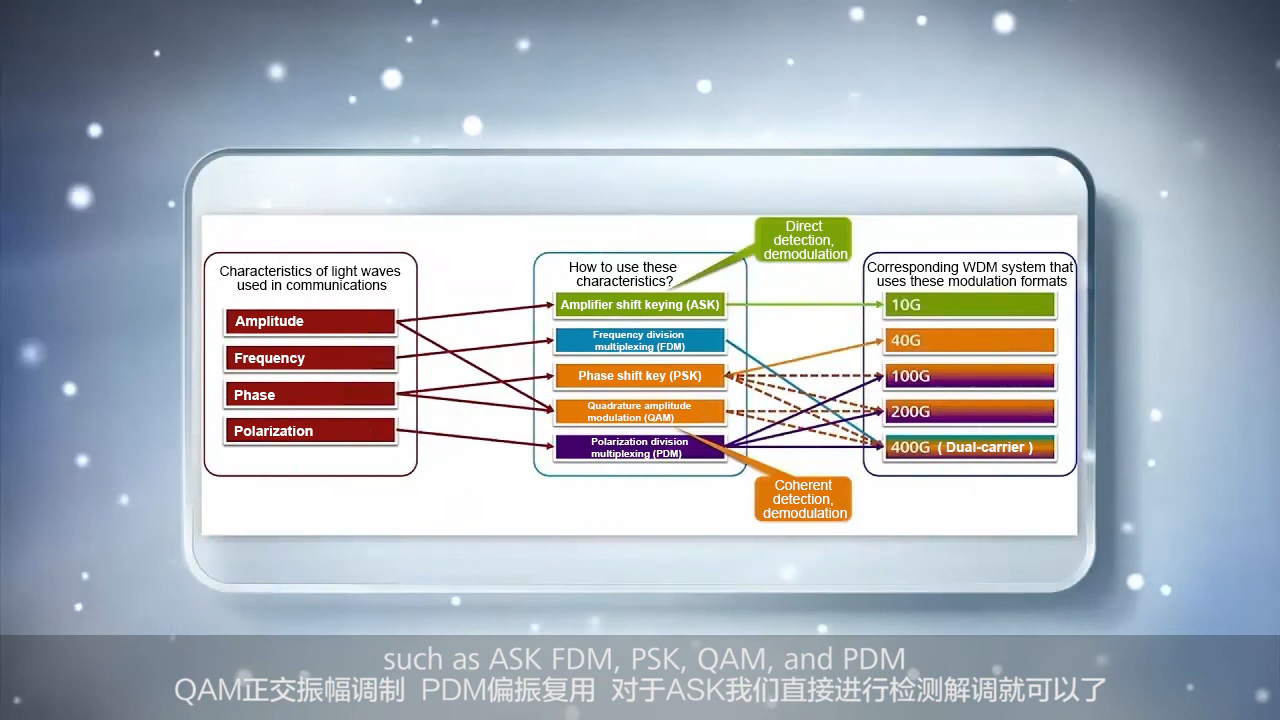 Direct
detection,
demodulation
Characteristics of light waves
used in communications
Amplitude
Frequency
Phase
Polarization
How to use these
characteristics?
Amplifier shift keying (ASK)
Frequency division
multiplexing (FDM)
Phase shift key (PSK)
Quadrature amplitude
modulation (QAM)
Polarization division
multiplexing (PDM)
Corresponding WDM system that
uses these modulation formats
10G
40G
100G
200G
400G ( Dual-carrier )
Coherent
detection,
demodulation
such as ASK FDM, PSK, QAM, and PDM
QAM正交振幅调制 PDM偏振复用 对于ASK我们直接进行检测解调就可以了